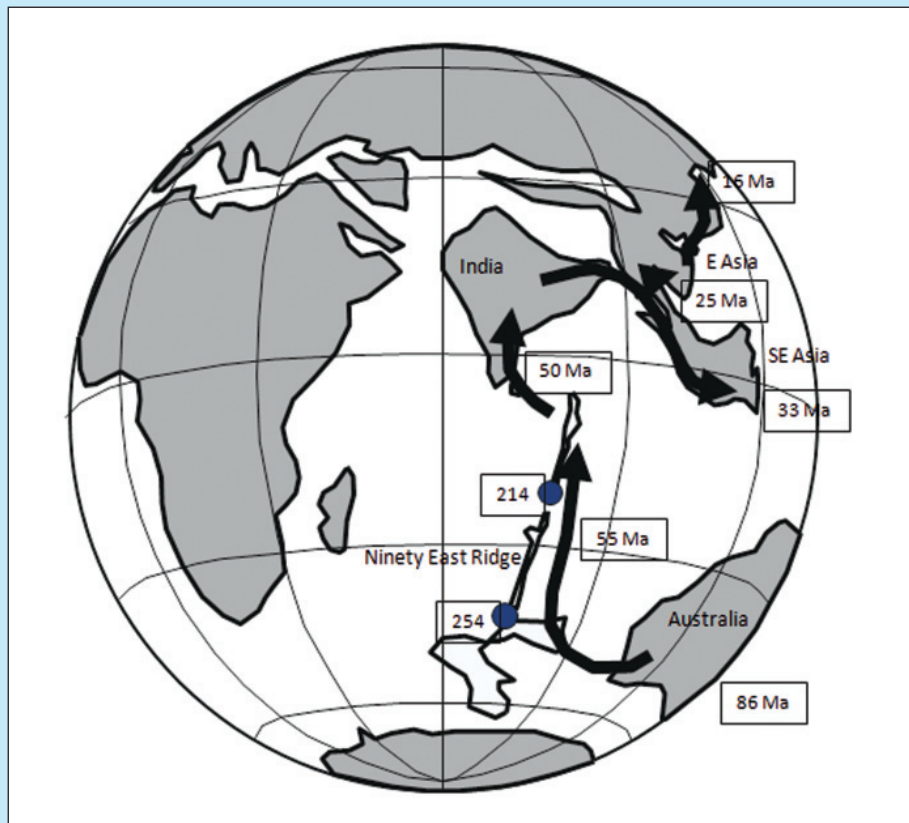 16 Ma
India
E Asia
25 Ma
SE Asia
50 Ma
33 Ma
214
55 Ma
Ninety East Ridge
254
Australia
86 Ma